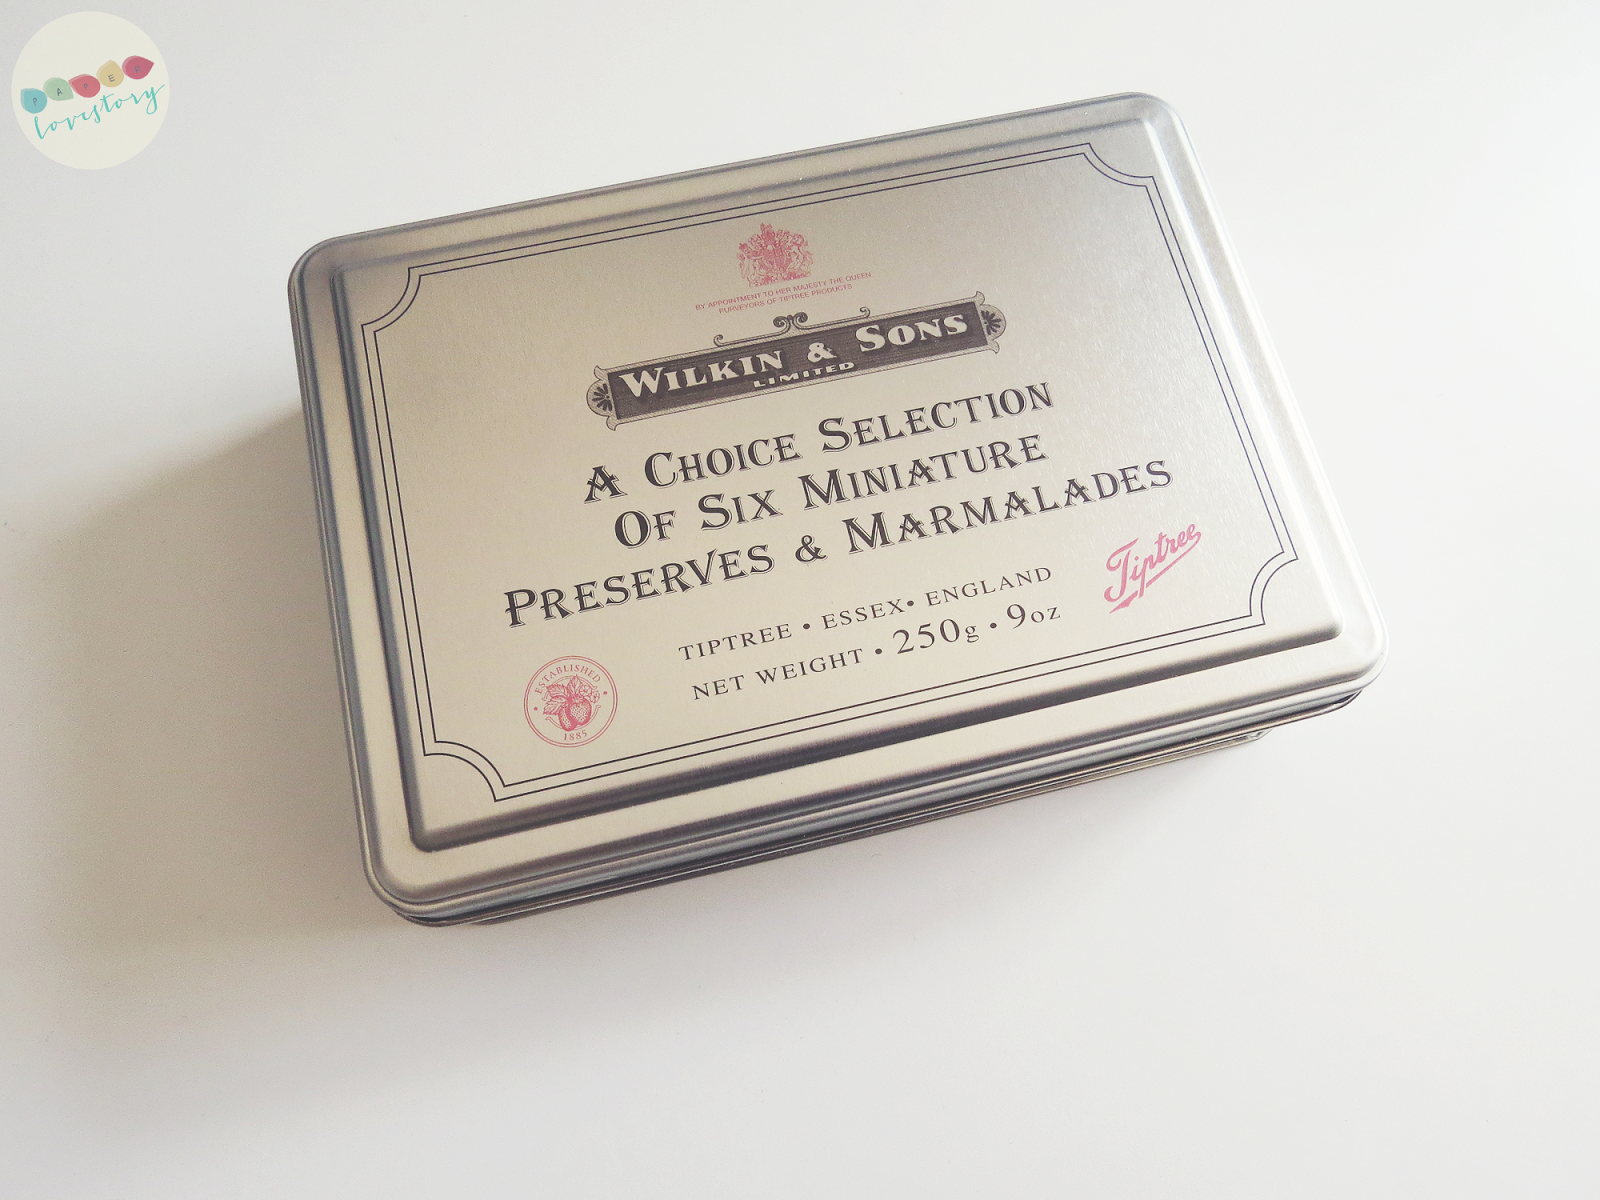 PAPER
lovestory
BY APPOINTMENT TO HER MAJESTY THE QUEEN
PURVEYORS OF TIPTREE PRODUCTS
WILKIN & SONS
LIMITED
A CHOICE SELECTION
OF SIX MINIATURE
PRESERVES & MARMALADES
Tiptree
TIPTREE • ESSEX • ENGLAND
NET WEIGHT • 250g • 9oz
ESTABLISHED
1885